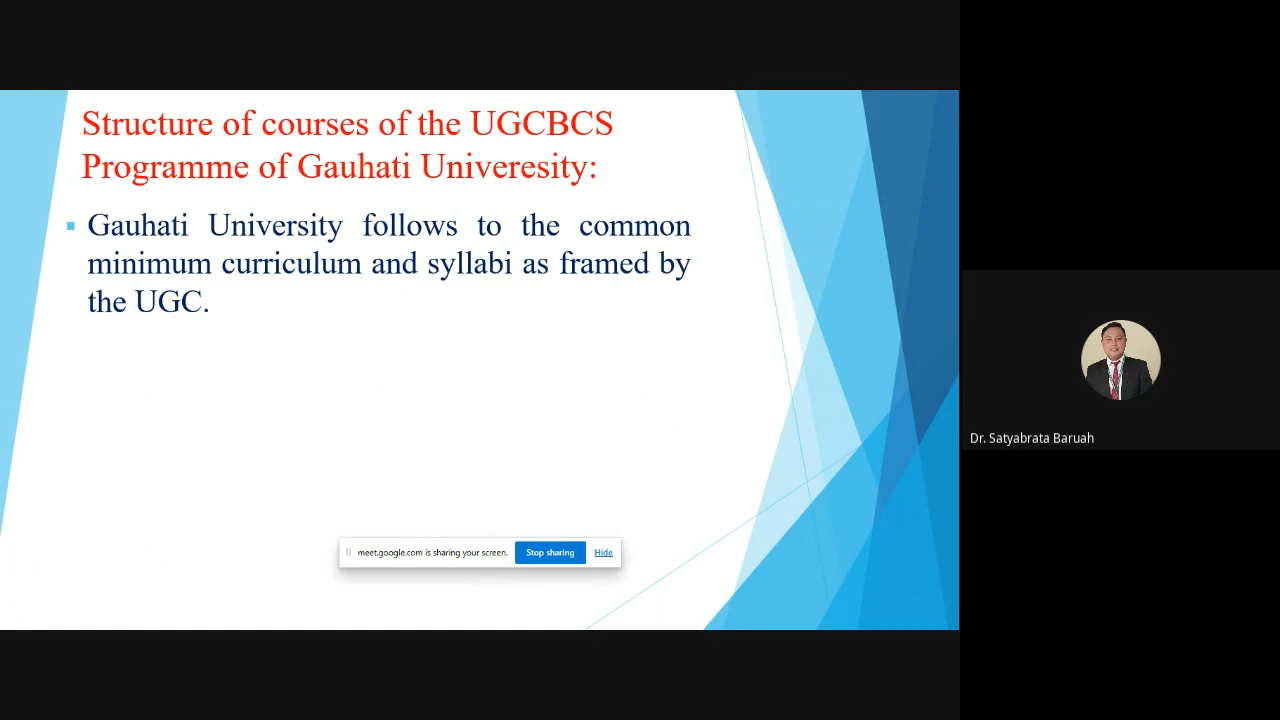 Structure of courses of the UGCBCS
Programme of Gauhati Univeresity:
Gauhati University follows to the common
minimum curriculum and syllabi as framed by
the UGC.
meet.google.com is sharing your screen. Stop sharing Hide
Dr. Satyabrata Baruah